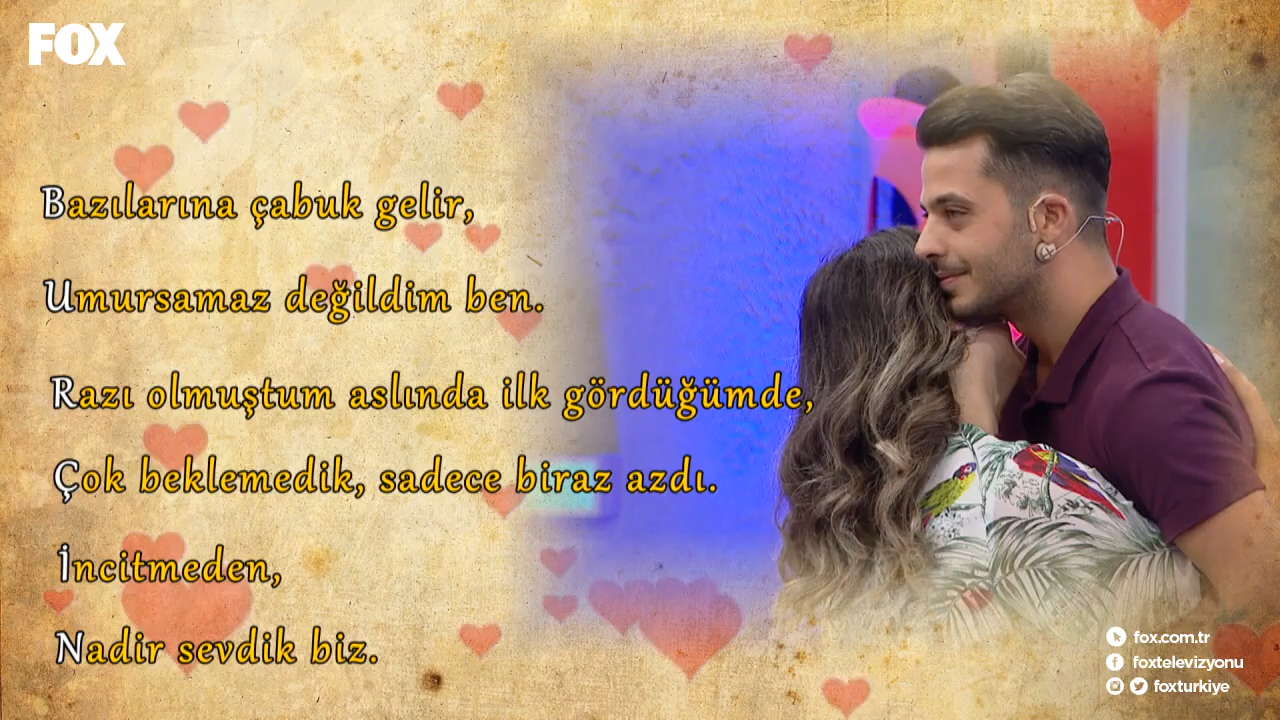 FOX
Bazılarına çabuk gelir,
Umursamaz değildim ben.
Razı olmuştum aslında ilk gördüğümde,
Çok beklemedik, sadece biraz azdı.
İncitmeden,
Nadir sevdik biz.
fox.com.tr
foxtelevizyonu
foxturkiye